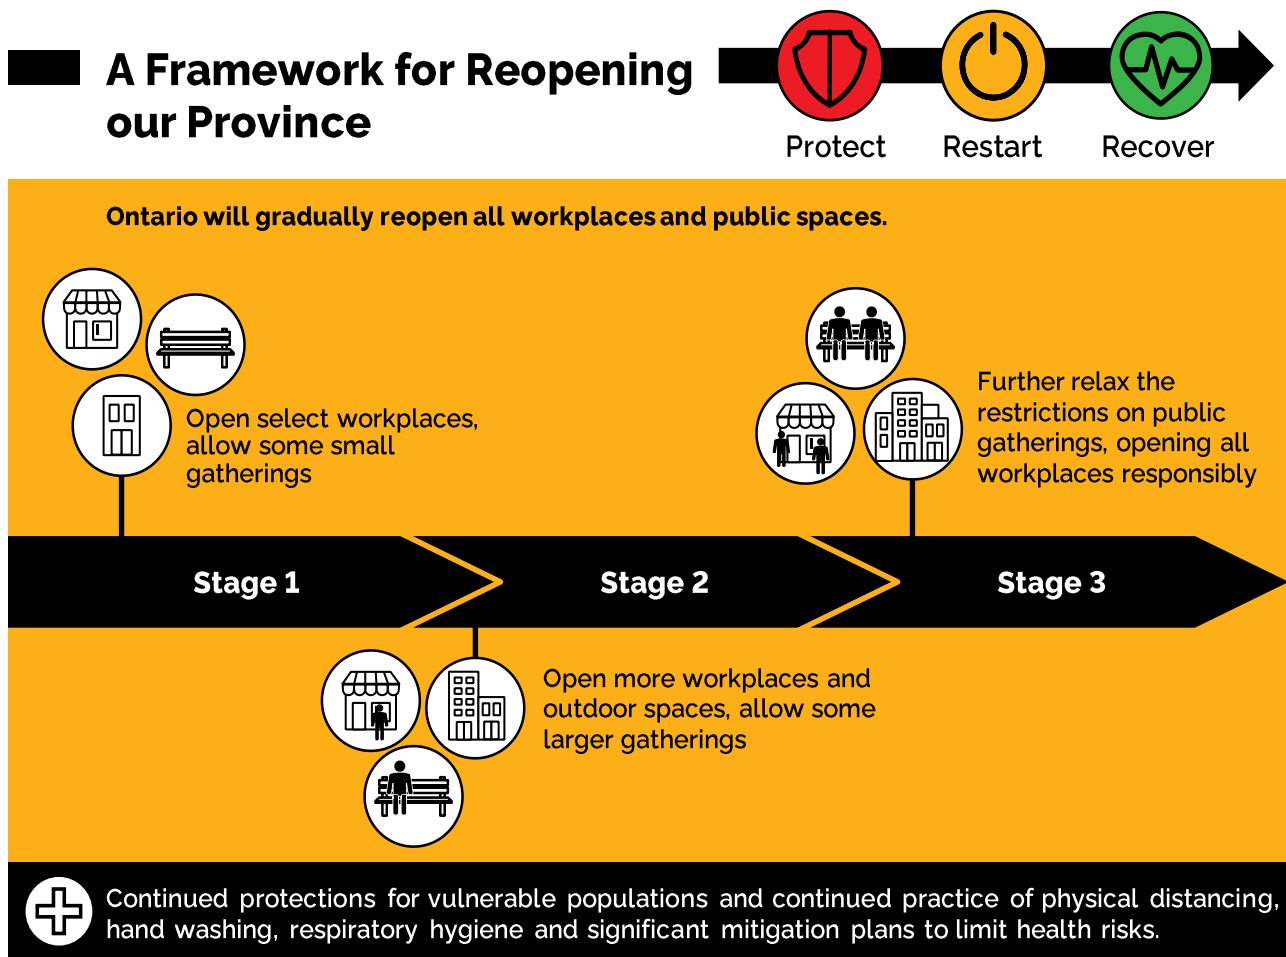 A Framework for Reopening
our Province
Protect
Restart
Recover
Ontario will gradually reopen all workplaces and public spaces.
Open select workplaces,
allow some small
gatherings
Further relax the
restrictions on public
gatherings, opening all
workplaces responsibly
Stage 1
Stage 2
Stage 3
Open more workplaces and
outdoor spaces, allow some
larger gatherings
Continued protections for vulnerable populations and continued practice of physical distancing,
hand washing, respiratory hygiene and significant mitigation plans to limit health risks.